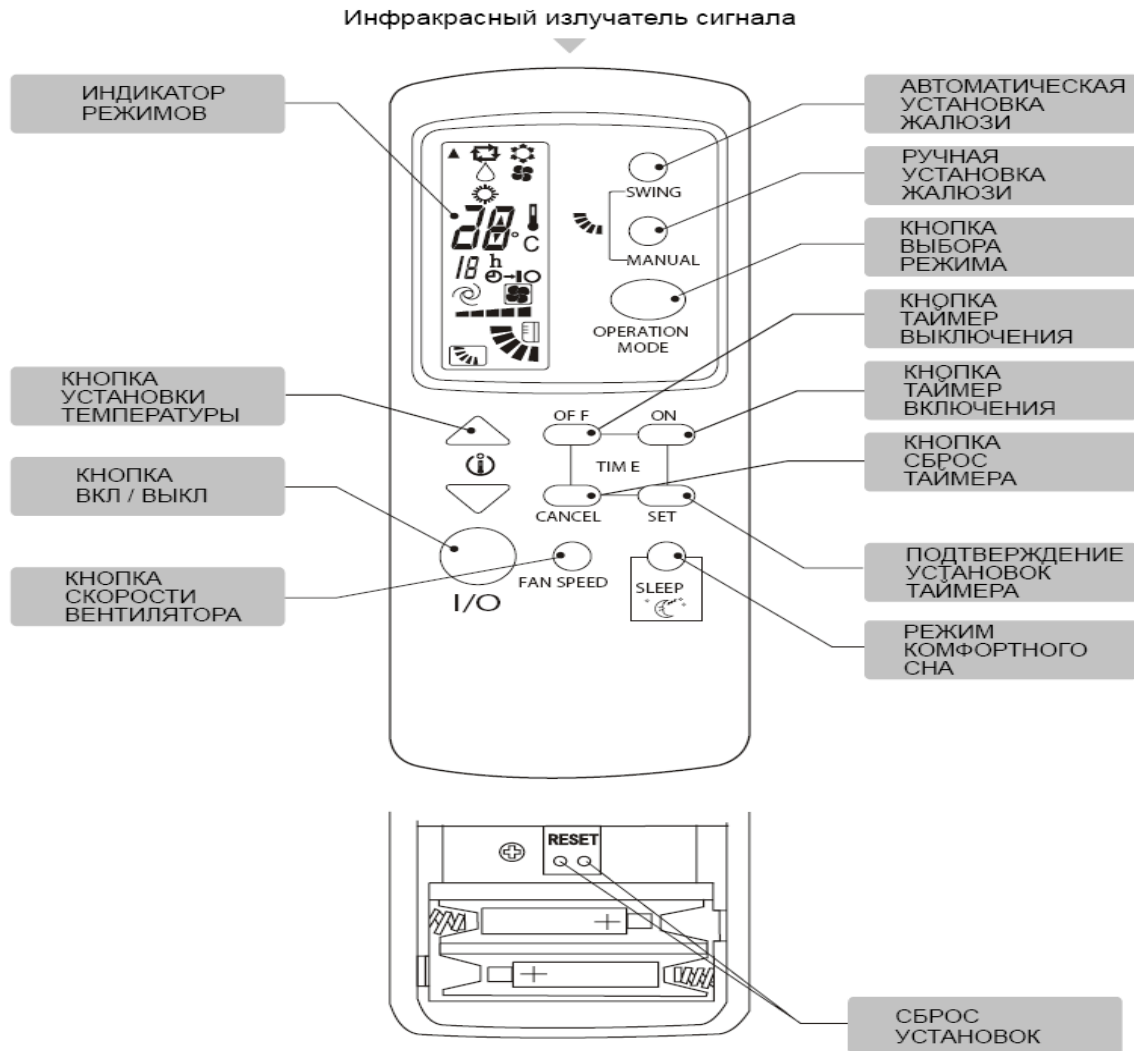 Инфракрасный излучатель сигнала
ИНДИКАТОР
РЕЖИМОВ
АВТОМАТИЧЕСКАЯ
УСТАНОВКА
ЖАЛЮЗИ
SWING
РУЧНАЯ
УСТАНОВКА
ЖАЛЮЗИ
MANUAL
КНОПКА
ВЫБОРА
РЕЖИМА
°C
18 h
OPERATION
MODE
КНОПКА
ТАЙМЕР
ВЫКЛЮЧЕНИЯ
КНОПКА
УСТАНОВКИ
ТЕМПЕРАТУРЫ
OF F
ON
КНОПКА
ТАЙМЕР
ВКЛЮЧЕНИЯ
TIM E
КНОПКА
СБРОС
ТАЙМЕРА
КНОПКА
ВКЛ / ВЫКЛ
CANCEL
SET
ПОДТВЕРЖДЕНИЕ
УСТАНОВОК
ТАЙМЕРА
КНОПКА
СКОРОСТИ
ВЕНТИЛЯТОРА
I/O
FAN SPEED
SLEEP
РЕЖИМ
КОМФОРТНОГО
СНА
RESET
СБРОС
УСТАНОВОК